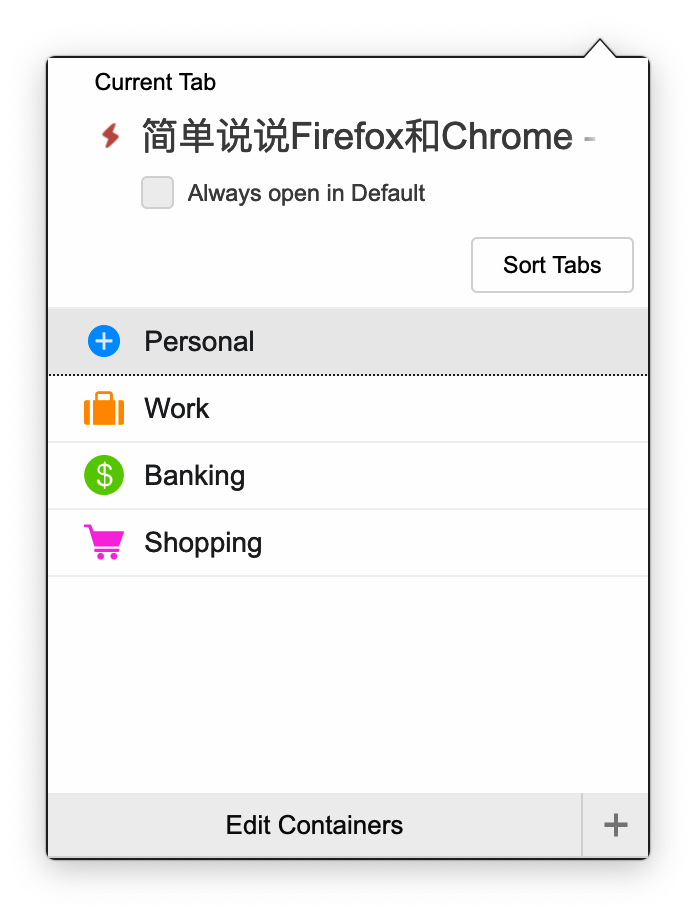 Current Tab
简单说说Firefox和Chrome -
Always open in Default
Sort Tabs
Personal
Work
$ Banking
Shopping
Edit Containers